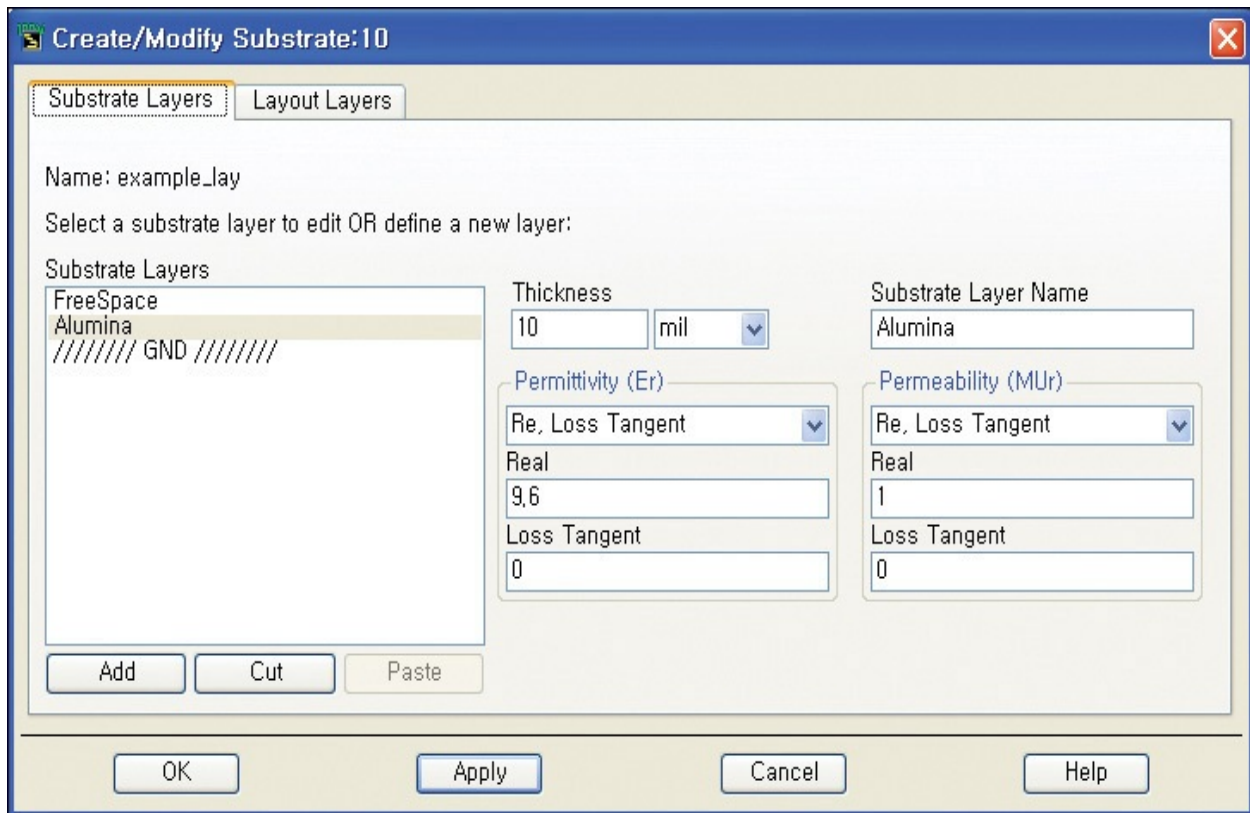 Create/Modify Substrate:10
Substrate Layers
Layout Layers
Name: example_lay
Select a substrate layer to edit OR define a new layer:
Substrate Layers
FreeSpace
Alumina
//////// GND ////////
Thickness
10
mil
Substrate Layer Name
Alumina
Permittivity (Er)
Re, Loss Tangent
Real
9.6
Loss Tangent
0
Permeability (MUr)
Re, Loss Tangent
Real
1
Loss Tangent
0
Add
Cut
Paste
OK
Apply
Cancel
Help